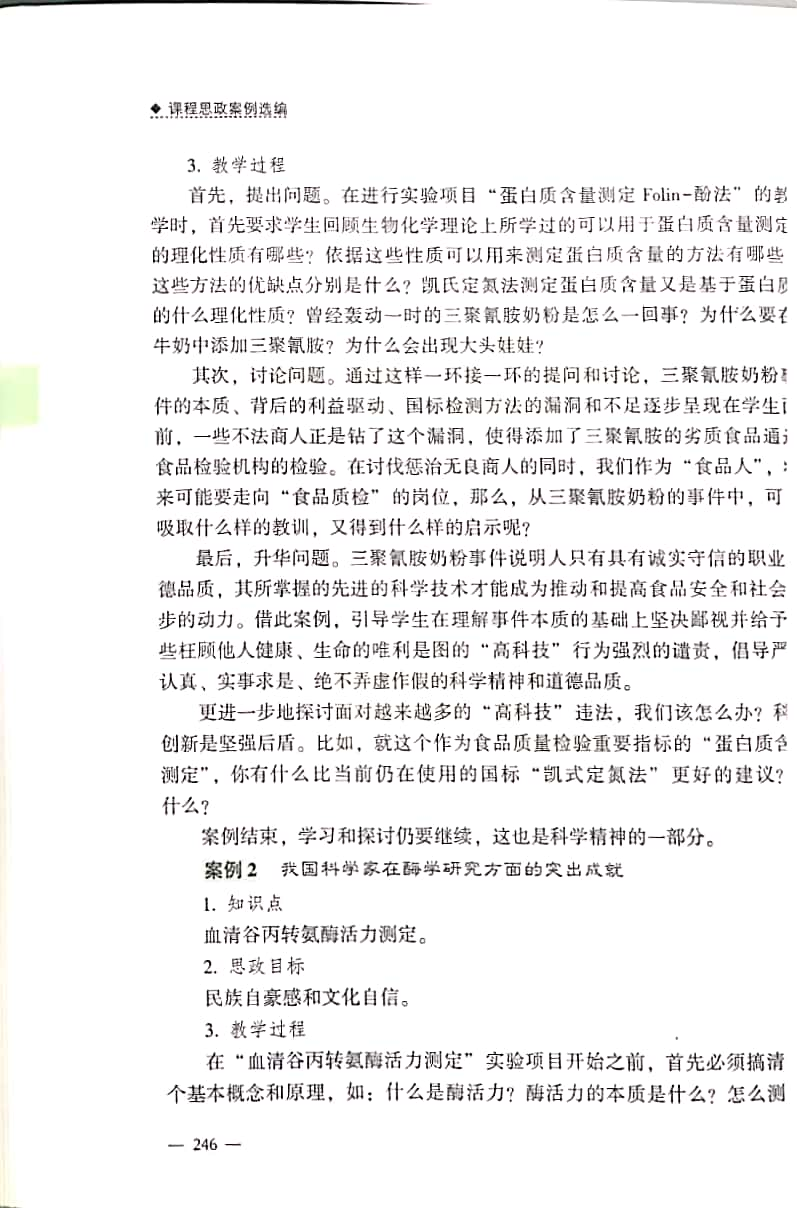 ◆ 课程思政案例选编
3. 教学过程
首先，提出问题。在进行实验项目“蛋白质含量测定 Folin-酚法”的教
学时，首先要求学生回顾生物化学理论上所学过的可以用于蛋白质含量测定
的理化性质有哪些？依据这些性质可以用来测定蛋白质含量的方法有哪些
这些方法的优缺点分别是什么？凯氏定氮法测定蛋白质含量又是基于蛋白质
的什么理化性质？曾经轰动一时的三聚氰胺奶粉是怎么一回事？为什么要在
牛奶中添加三聚氰胺？为什么会出现大头娃娃？
其次，讨论问题。通过这样一环接一环的提问和讨论，三聚氰胺奶粉
件的本质、背后的利益驱动、国标检测方法的漏洞和不足逐步呈现在学生面
前，一些不法商人正是钻了这个漏洞，使得添加了三聚氰胺的劣质食品通过
食品检验机构的检验。在讨伐惩治无良商人的同时，我们作为“食品人”，
来可能要走向“食品质检”的岗位，那么，从三聚氰胺奶粉的事件中，可
吸取什么样的教训，又得到什么样的启示呢？
最后，升华问题。三聚氰胺奶粉事件说明人只有具有诚实守信的职业
德品质，其所掌握的先进的科学技术才能成为推动和提高食品安全和社会
步的动力。借此案例，引导学生在理解事件本质的基础上坚决鄙视并给予
些枉顾他人健康、生命的唯利是图的“高科技”行为强烈的谴责，倡导严
认真、实事求是、绝不弄虚作假的科学精神和道德品质。
更进一步地探讨面对越来越多的“高科技”违法，我们该怎么办？科
创新是坚强后盾。比如，就这个作为食品质量检验重要指标的“蛋白质含
测定”，你有什么比当前仍在使用的国标“凯式定氮法”更好的建议？
什么？
案例结束，学习和探讨仍要继续，这也是科学精神的一部分。
案例 2 我国科学家在酶学研究方面的突出成就
1. 知识点
血清谷丙转氨酶活力测定。
2. 思政目标
民族自豪感和文化自信。
3. 教学过程
在“血清谷丙转氨酶活力测定”实验项目开始之前，首先必须搞清
个基本概念和原理，如：什么是酶活力？酶活力的本质是什么？怎么测
— 246 —